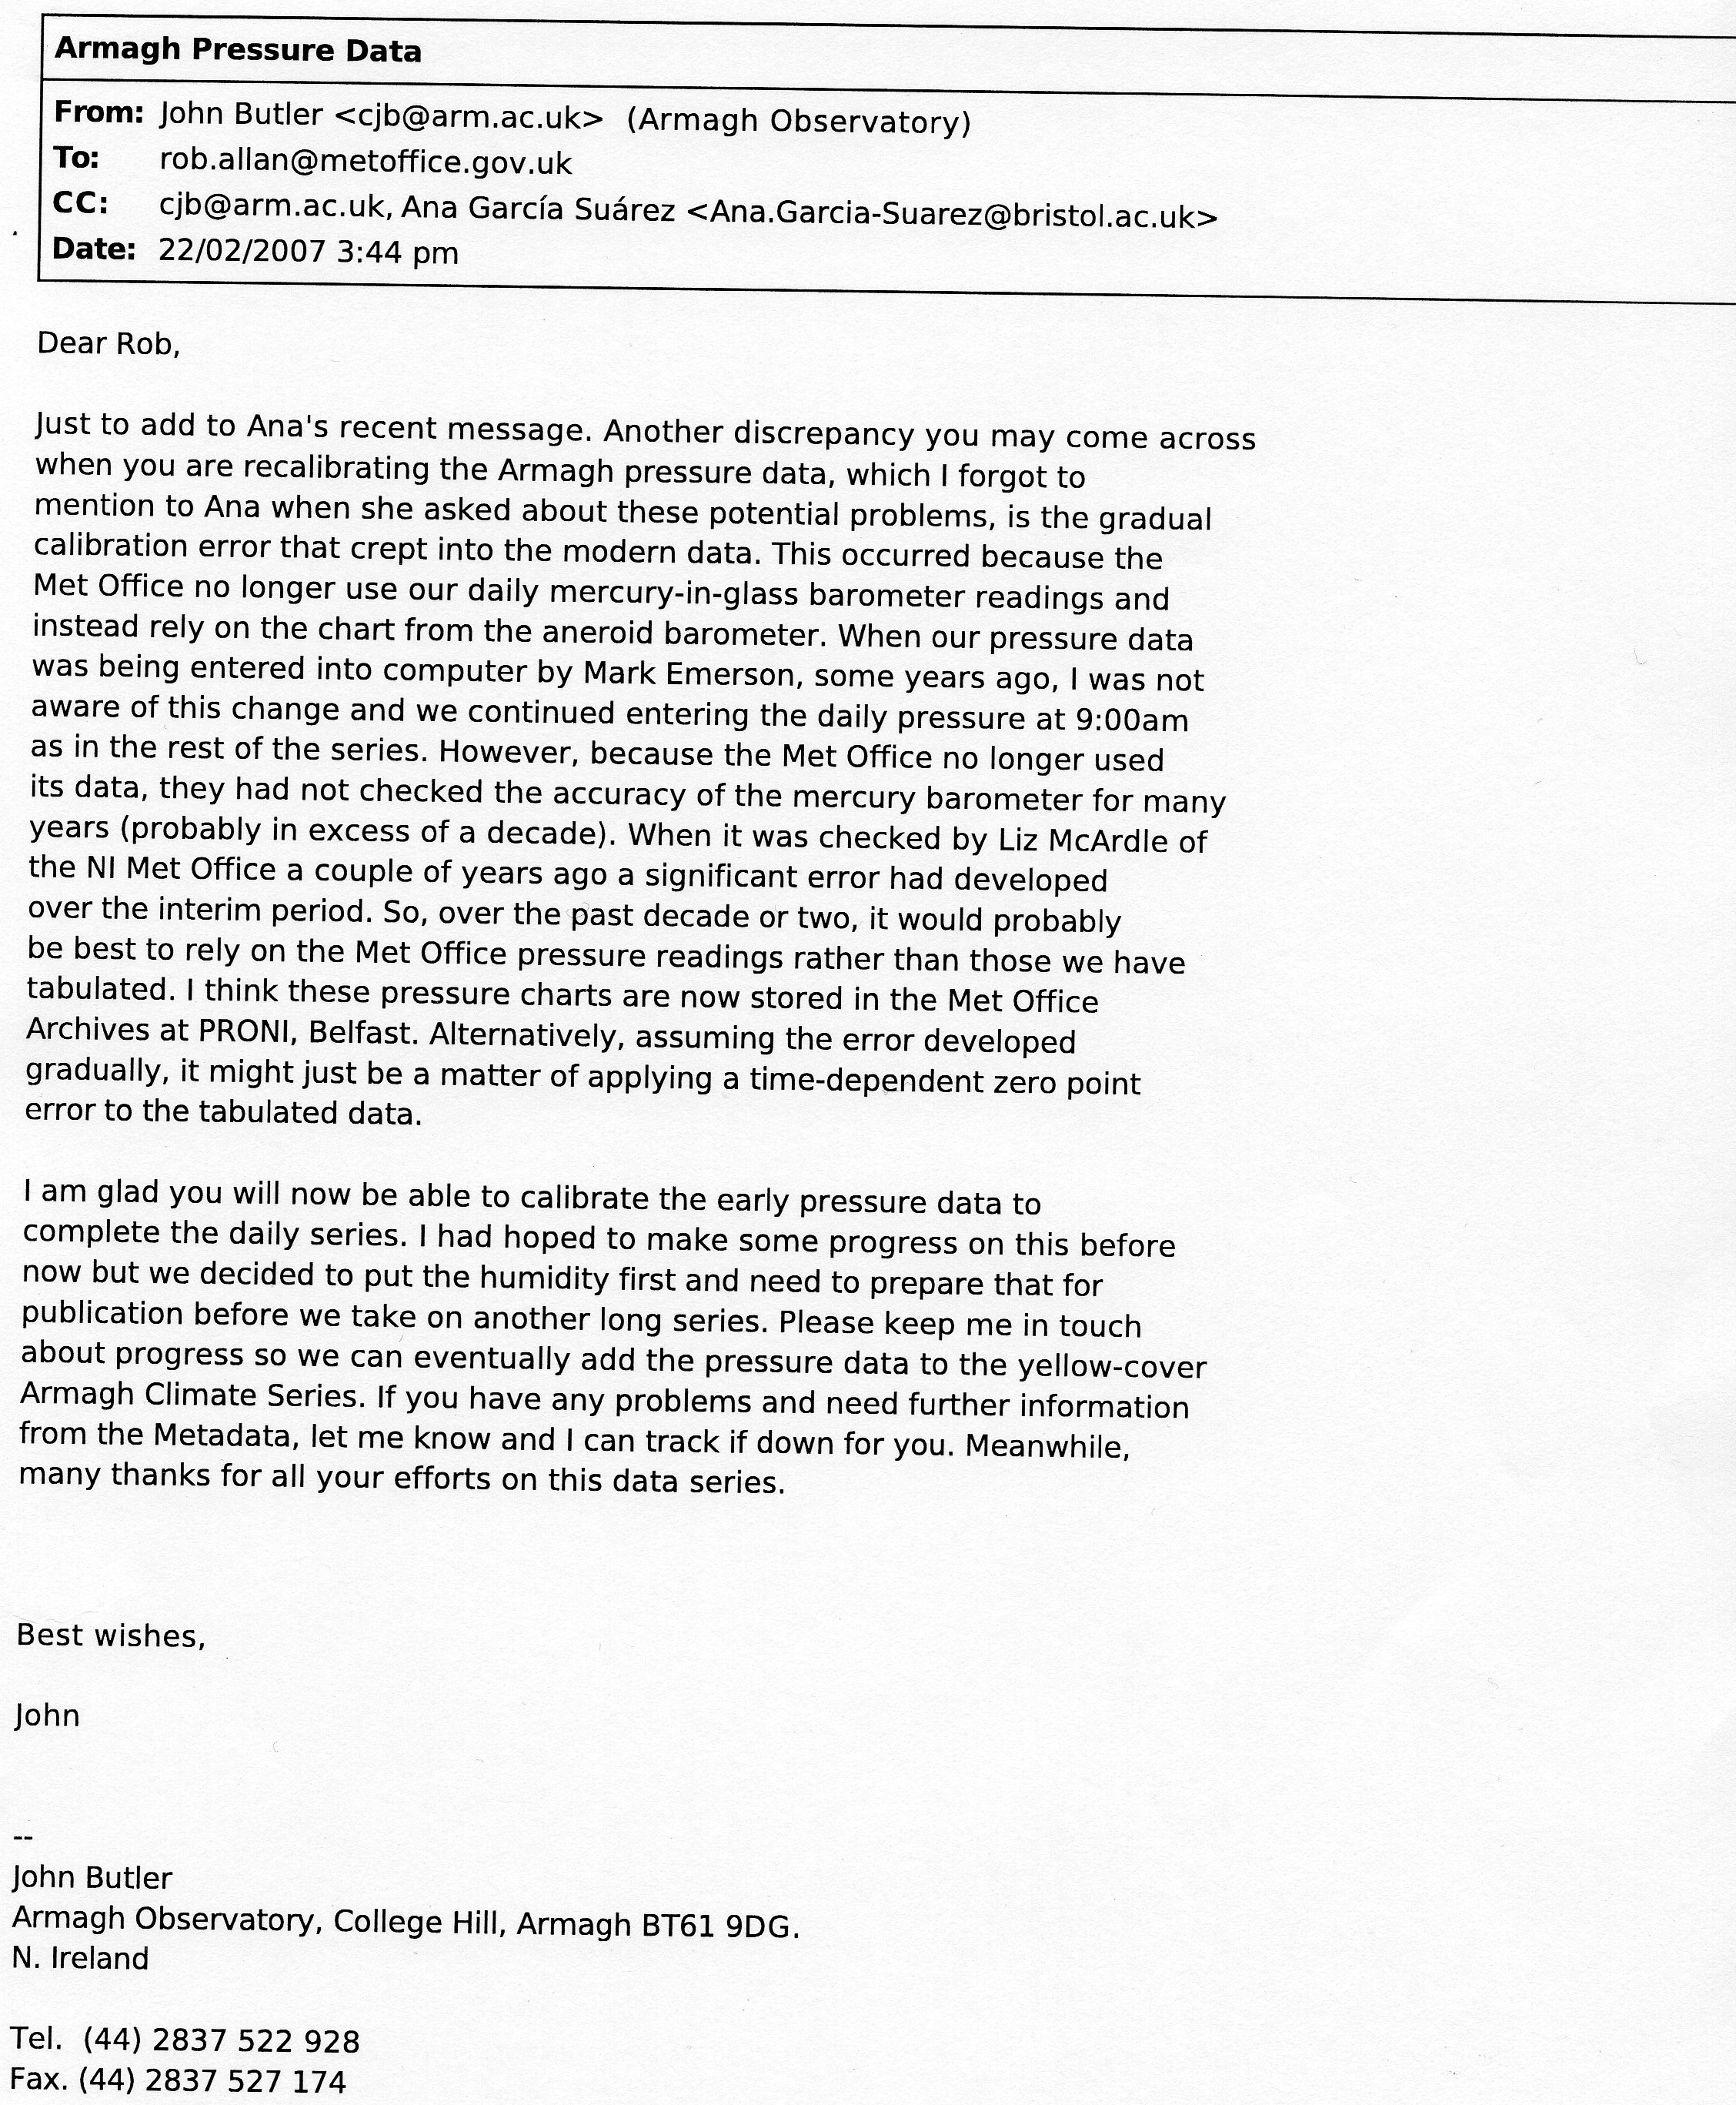 Armagh Pressure Data
From: John Butler <cjb@arm.ac.uk> (Armagh Observatory)
To: rob.allan@metoffice.gov.uk
CC: cjb@arm.ac.uk, Ana García Suárez <Ana.Garcia-Suarez@bristol.ac.uk>
Date: 22/02/2007 3:44 pm
Dear Rob,
Just to add to Ana's recent message. Another discrepancy you may come across
when you are recalibrating the Armagh pressure data, which I forgot to
mention to Ana when she asked about these potential problems, is the gradual
calibration error that crept into the modern data. This occurred because the
Met Office no longer use our daily mercury-in-glass barometer readings and
instead rely on the chart from the aneroid barometer. When our pressure data
was being entered into computer by Mark Emerson, some years ago, I was not
aware of this change and we continued entering the daily pressure at 9:00am
as in the rest of the series. However, because the Met Office no longer used
its data, they had not checked the accuracy of the mercury barometer for many
years (probably in excess of a decade). When it was checked by Liz McArdle of
the NI Met Office a couple of years ago a significant error had developed
over the interim period. So, over the past decade or two, it would probably
be best to rely on the Met Office pressure readings rather than those we have
tabulated. I think these pressure charts are now stored in the Met Office
Archives at PRONI, Belfast. Alternatively, assuming the error developed
gradually, it might just be a matter of applying a time-dependent zero point
error to the tabulated data.
I am glad you will now be able to calibrate the early pressure data to
complete the daily series. I had hoped to make some progress on this before
now but we decided to put the humidity first and need to prepare that for
publication before we take on another long series. Please keep me in touch
about progress so we can eventually add the pressure data to the yellow-cover
Armagh Climate Series. If you have any problems and need further information
from the Metadata, let me know and I can track if down for you. Meanwhile,
many thanks for all your efforts on this data series.
Best wishes,
John
--
John Butler
Armagh Observatory, College Hill, Armagh BT61 9DG.
N. Ireland
Tel. (44) 2837 522 928
Fax. (44) 2837 527 174